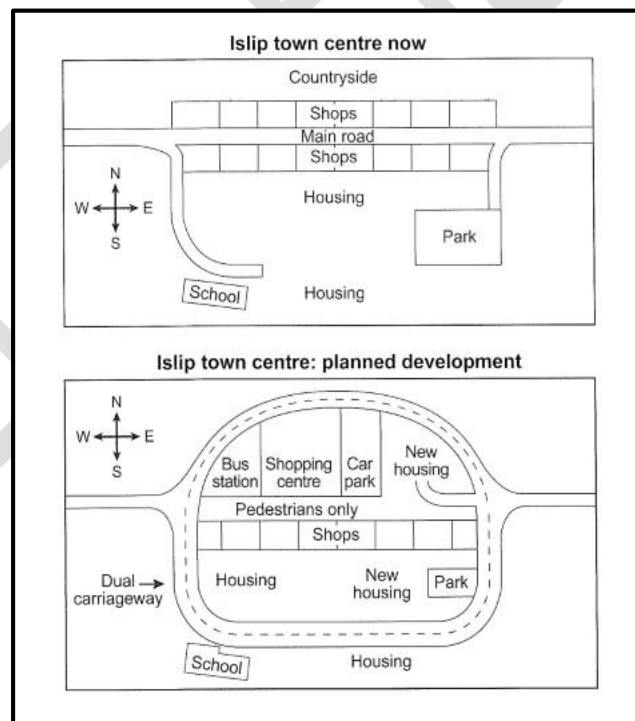 Islip town centre now
Countryside
Shops
Main road
Shops
N
W E
S
Housing
Park
School
Housing
Islip town centre: planned development
N
W E
S
Bus
station
Shopping
centre
Car
park
New
housing
Pedestrians only
Shops
Dual
carriageway
Housing
New
housing
Park
School
Housing